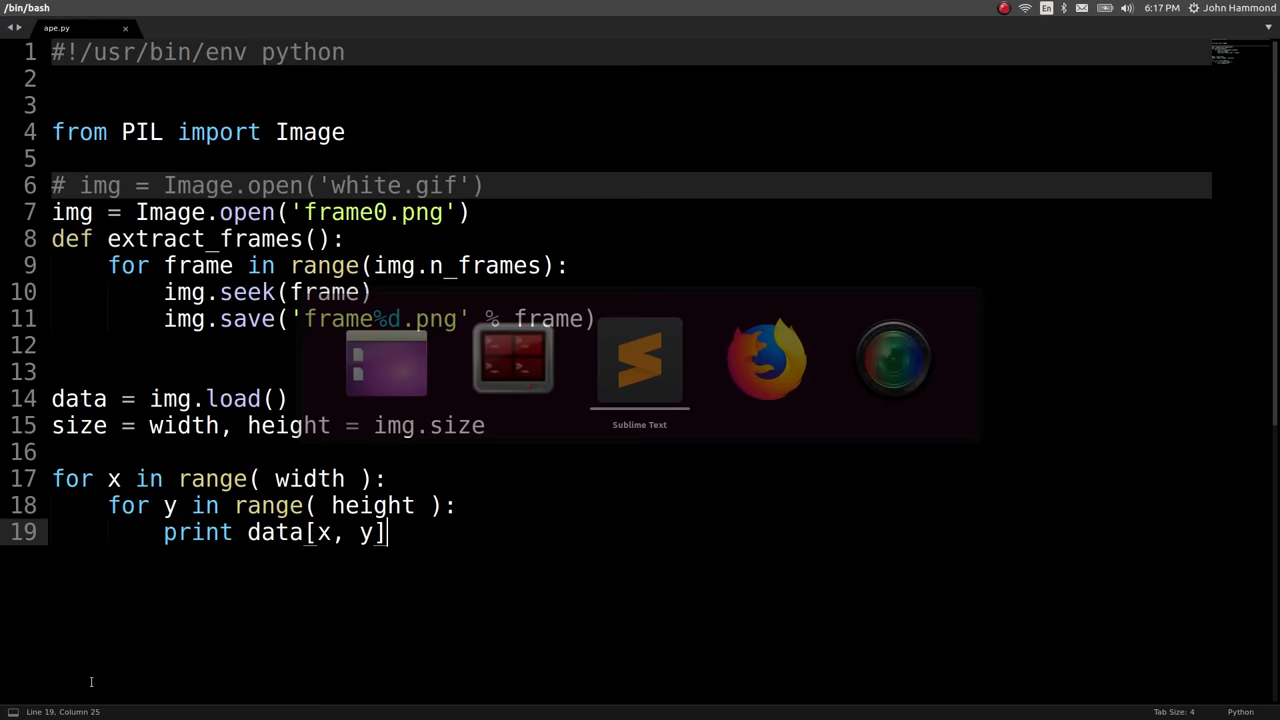 /bin/bash
En
6:17 PM
John Hammond
ape.py
1 #!/usr/bin/env python
2
3
4 from PIL import Image
5
6 # img = Image.open('white.gif')
7 img = Image.open('frame0.png')
8 def extract_frames():
9 for frame in range(img.n_frames):
10 img.seek(frame)
11 img.save('frame%d.png' % frame)
12
13
14 data = img.load()
15 size = width, height = img.size
16
17 for x in range( width ):
18 for y in range( height ):
19 print data[x, y]
Sublime Text
Line 19, Column 25
Tab Size: 4
Python